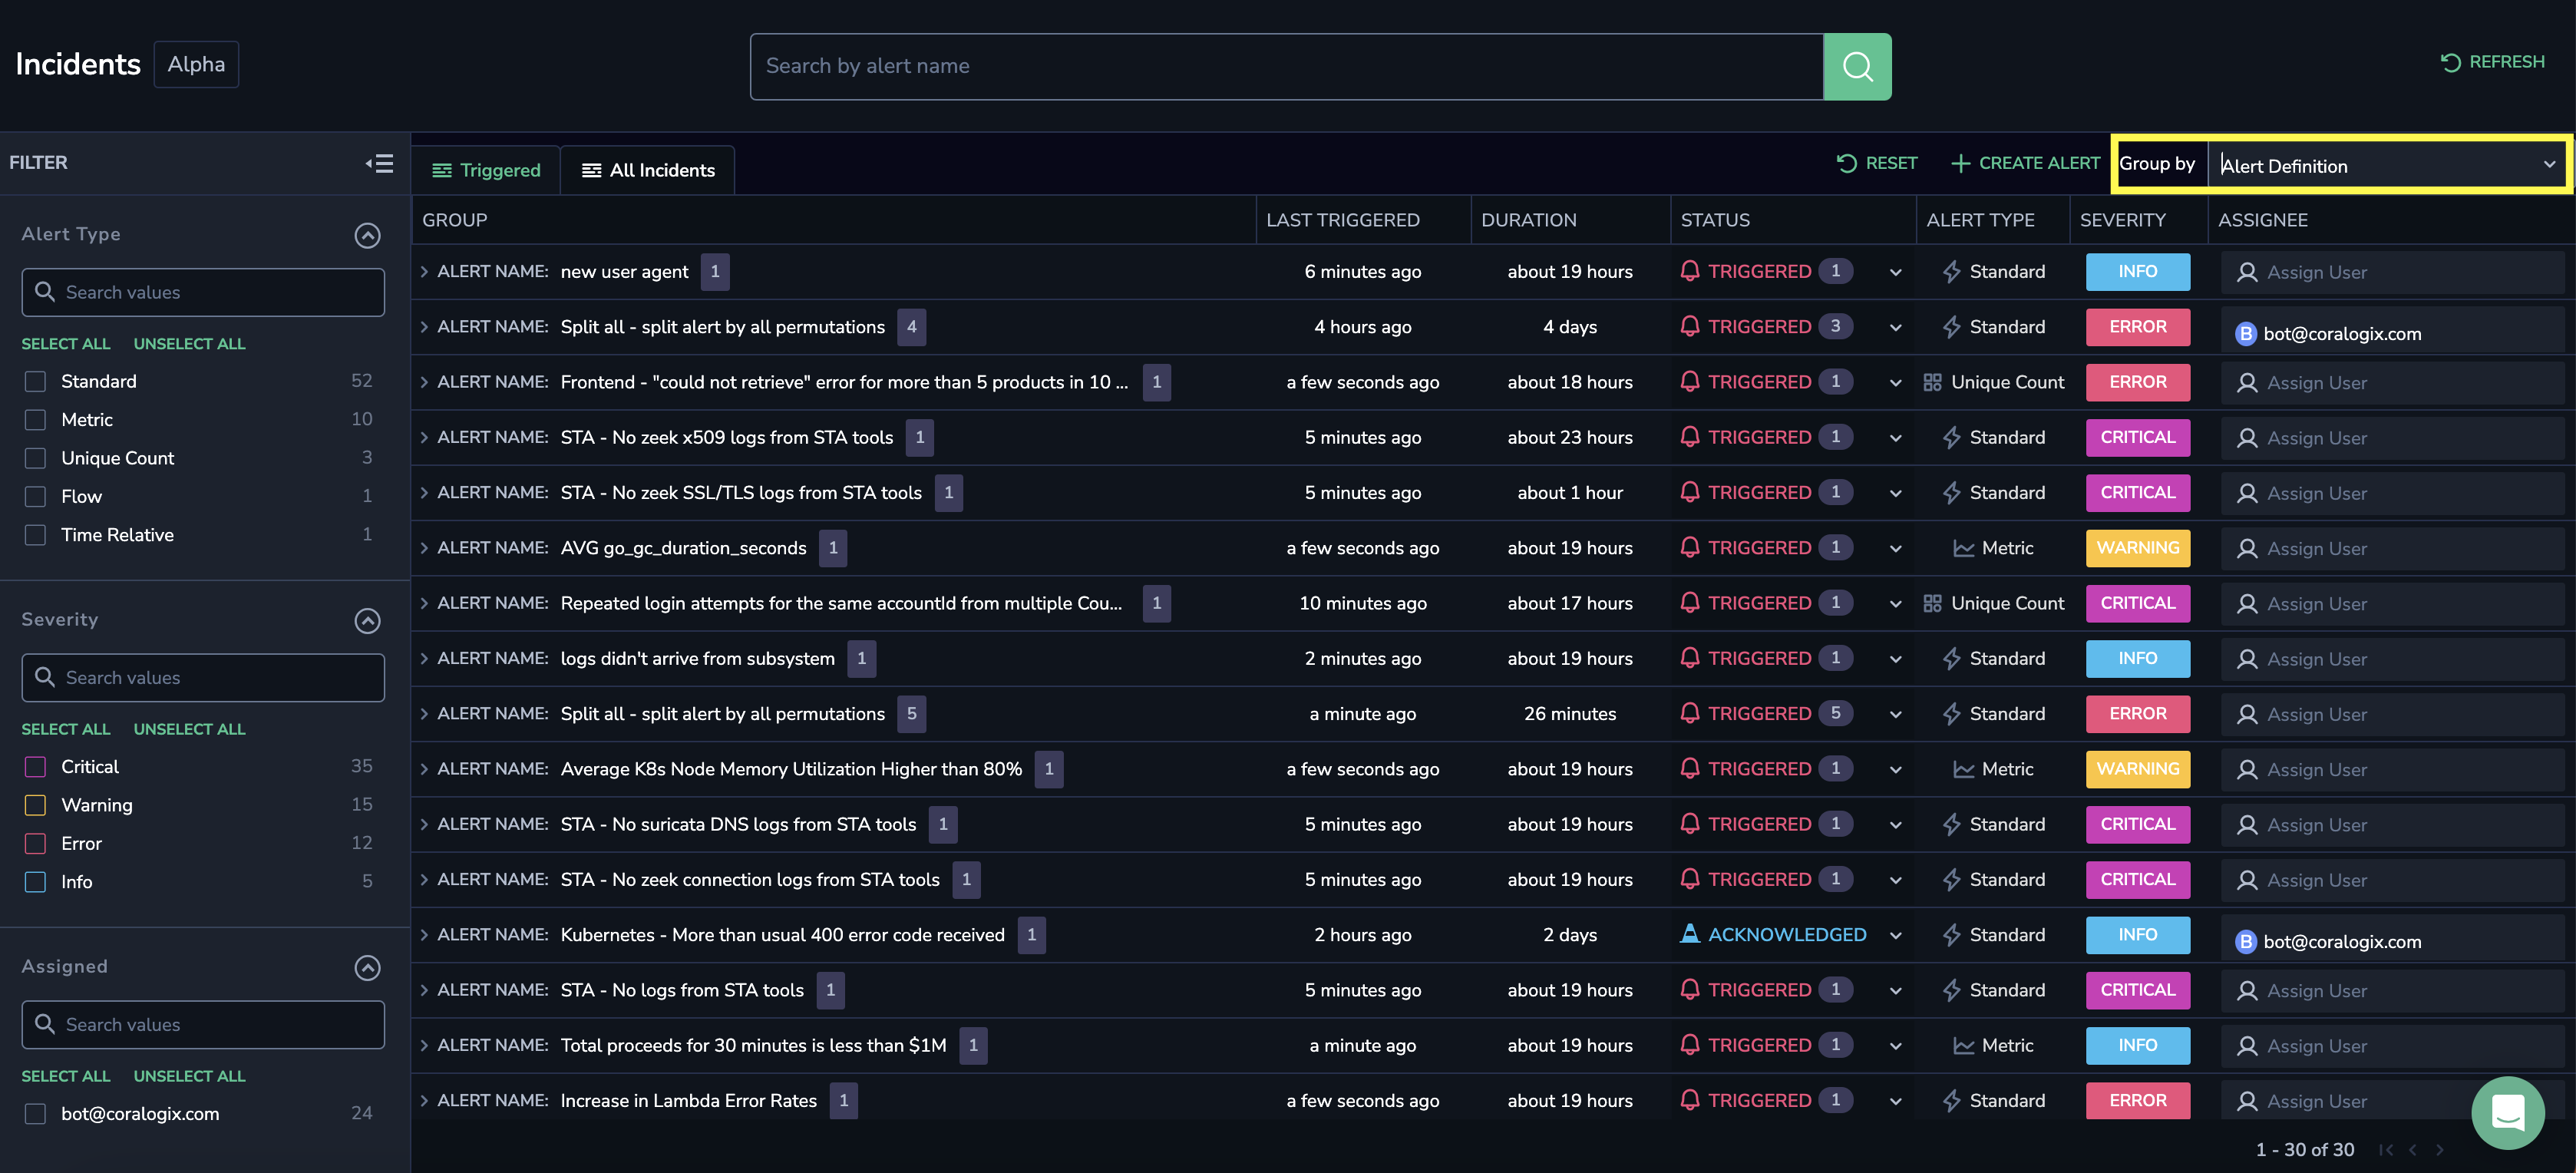 Incidents Alpha
Search by alert name
REFRESH
FILTER
Alert Type
Search values
SELECT ALL UNSELECT ALL
Standard 52
Metric 10
Unique Count 3
Flow 1
Time Relative 1
Severity
Search values
SELECT ALL UNSELECT ALL
Critical 35
Warning 15
Error 12
Info 5
Assigned
Search values
SELECT ALL UNSELECT ALL
bot@coralogix.com 24
Triggered All Incidents RESET CREATE ALERT Group by Alert Definition
GROUP LAST TRIGGERED DURATION STATUS ALERT TYPE SEVERITY ASSIGNEE
ALERT NAME: new user agent 1 6 minutes ago about 19 hours TRIGGERED 1 Standard INFO Assign User
ALERT NAME: Split all - split alert by all permutations 4 4 hours ago 4 days TRIGGERED 3 Standard ERROR B bot@coralogix.com
ALERT NAME: Frontend - "could not retrieve" error for more than 5 products in 10 ... 1 a few seconds ago about 18 hours TRIGGERED 1 Unique Count ERROR Assign User
ALERT NAME: STA - No zeek x509 logs from STA tools 1 5 minutes ago about 23 hours TRIGGERED 1 Standard CRITICAL Assign User
ALERT NAME: STA - No zeek SSL/TLS logs from STA tools 1 5 minutes ago about 1 hour TRIGGERED 1 Standard CRITICAL Assign User
ALERT NAME: AVG go_gc_duration_seconds 1 a few seconds ago about 19 hours TRIGGERED 1 Metric WARNING Assign User
ALERT NAME: Repeated login attempts for the same accountId from multiple Cou... 1 10 minutes ago about 17 hours TRIGGERED 1 Unique Count CRITICAL Assign User
ALERT NAME: logs didn't arrive from subsystem 1 2 minutes ago about 19 hours TRIGGERED 1 Standard INFO Assign User
ALERT NAME: Split all - split alert by all permutations 5 a minute ago 26 minutes TRIGGERED 5 Standard ERROR Assign User
ALERT NAME: Average K8s Node Memory Utilization Higher than 80% 1 a few seconds ago about 19 hours TRIGGERED 1 Metric WARNING Assign User
ALERT NAME: STA - No suricata DNS logs from STA tools 1 5 minutes ago about 19 hours TRIGGERED 1 Standard CRITICAL Assign User
ALERT NAME: STA - No zeek connection logs from STA tools 1 5 minutes ago about 19 hours TRIGGERED 1 Standard CRITICAL Assign User
ALERT NAME: Kubernetes - More than usual 400 error code received 1 2 hours ago 2 days ACKNOWLEDGED Standard INFO B bot@coralogix.com
ALERT NAME: STA - No logs from STA tools 1 5 minutes ago about 19 hours TRIGGERED 1 Standard CRITICAL Assign User
ALERT NAME: Total proceeds for 30 minutes is less than $1M 1 a minute ago about 19 hours TRIGGERED 1 Metric INFO Assign User
ALERT NAME: Increase in Lambda Error Rates 1 a few seconds ago about 19 hours TRIGGERED 1 Standard ERROR Assign User
1 - 30 of 30